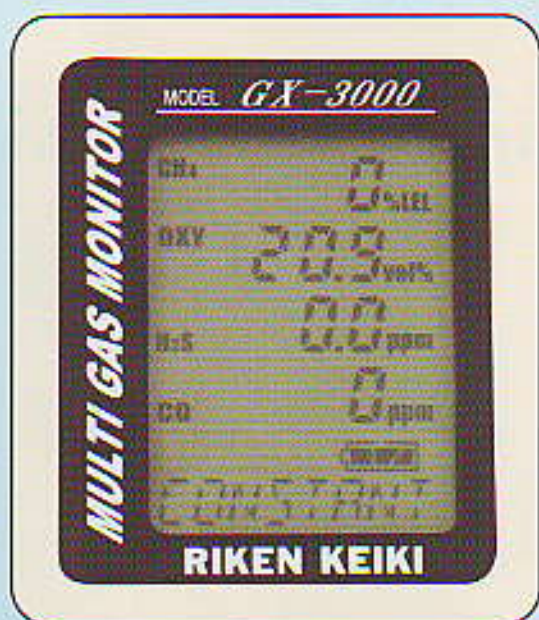 MULTI GAS MONITOR
MODEL GX-3000
CH₄ 0 %LEL
OXY 20.9 vol%
H₂S 0.0 ppm
CO 0 ppm
CONSTANT
RIKEN KEIKI